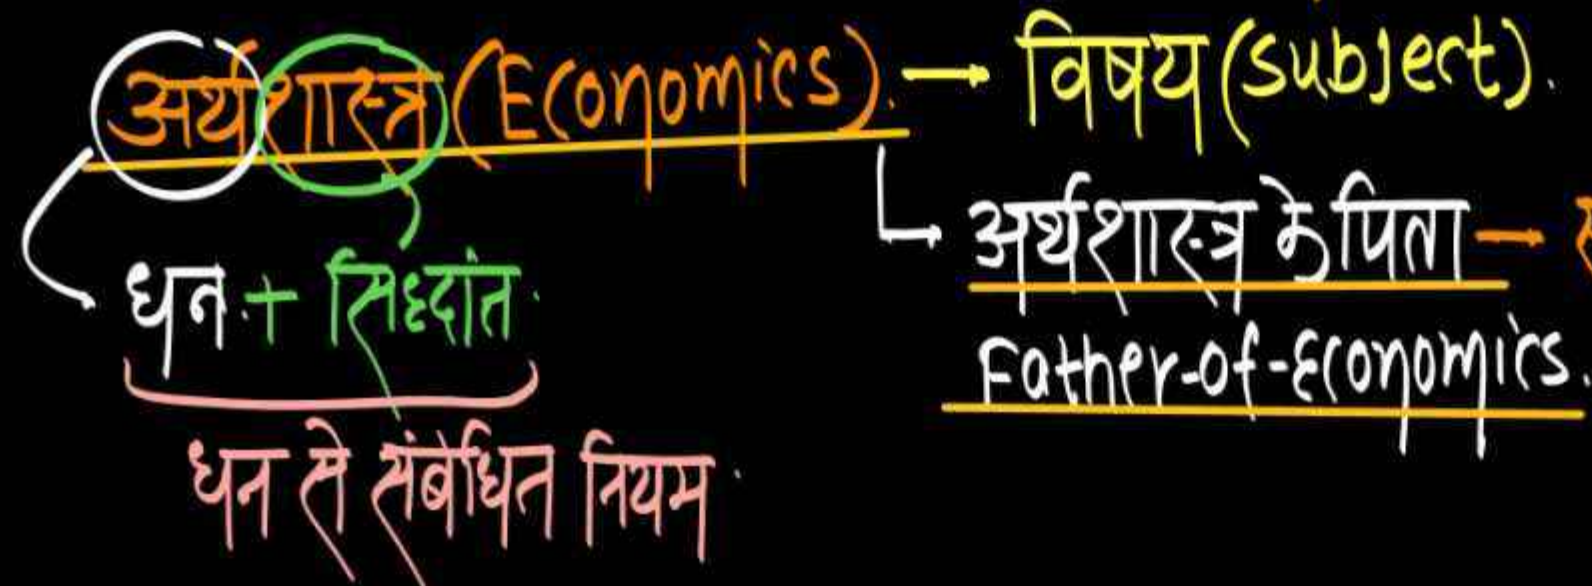 अर्थशास्त्र (Economics). → विषय (Subject).
अर्थशास्त्र के पिता →
धन + सिद्दांत.
Father-of-Economics.
धन से संबंधित नियम.